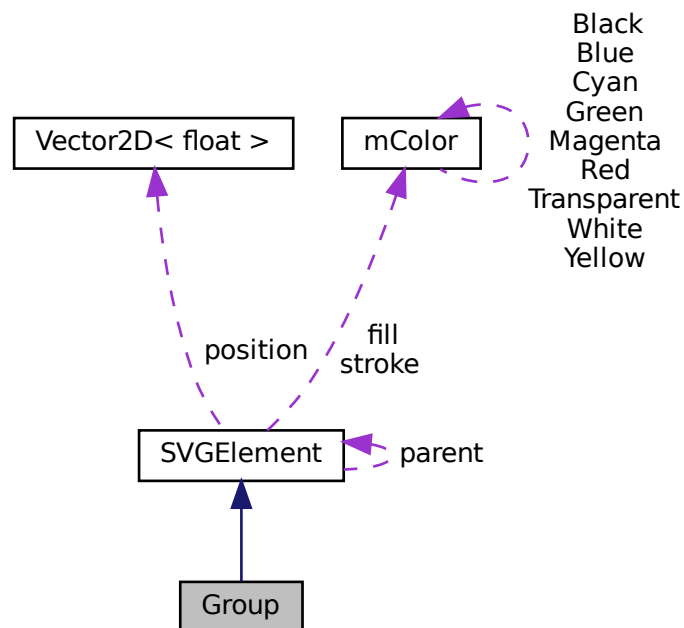 Black
Blue
Cyan
Green
Magenta
Red
Transparent
White
Yellow
Vector2D< float >
mColor
position
fill
stroke
SVGElement
parent
Group